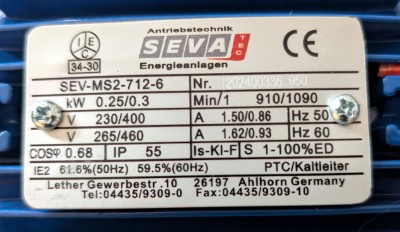 IEC
34-30
Antriebstechnik
SEVA TEC
Energieanlagen
CE
SEV-MS2-712-6 Nr.
kW 0.25/0.3 Min/1 910/1090
V 230/400 A 1.50/0.86 Hz 50
V 265/460 A 1.62/0.93 Hz 60
COSφ 0.68 IP 55 Is-Kl-F S 1-100%ED
IE2 61.6%(50Hz) 59.5%(60Hz) PTC/Kaltleiter
Lether Gewerbestr.10 26197 Ahlhorn Germany
Tel:04435/9309-0 Fax:04435/9309-10